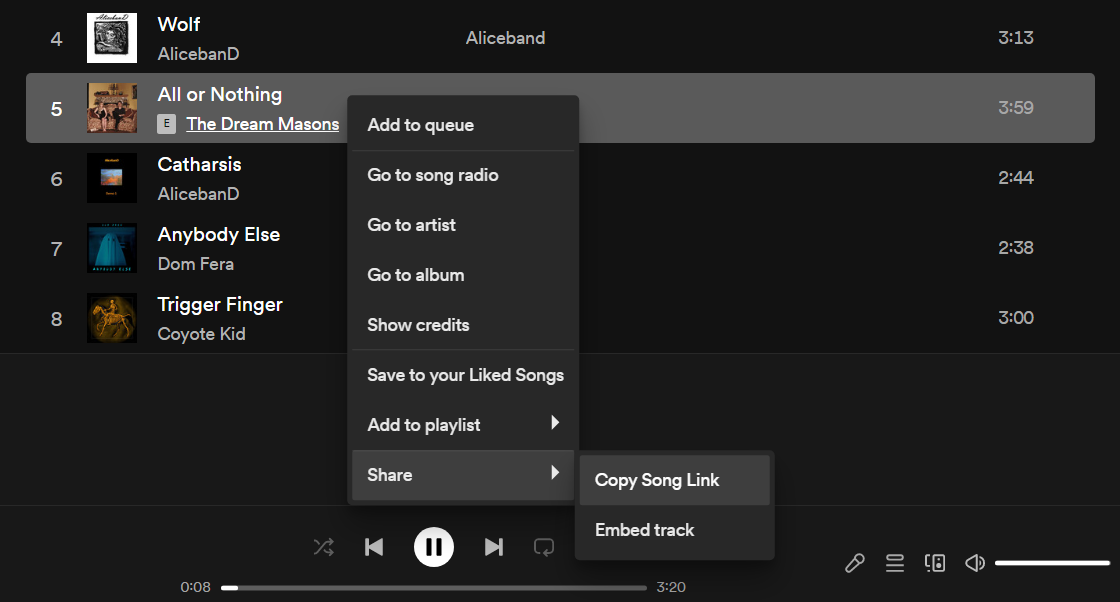 4
Wolf
AlicebanD
Aliceband
3:13
5
All or Nothing
E The Dream Masons
3:59
6
Catharsis
AlicebanD
2:44
7
Anybody Else
Dom Fera
2:38
8
Trigger Finger
Coyote Kid
3:00
Add to queue
Go to song radio
Go to artist
Go to album
Show credits
Save to your Liked Songs
Add to playlist
Share
Copy Song Link
Embed track
0:08
3:20
AlicebanD
ANYBODY ELSE